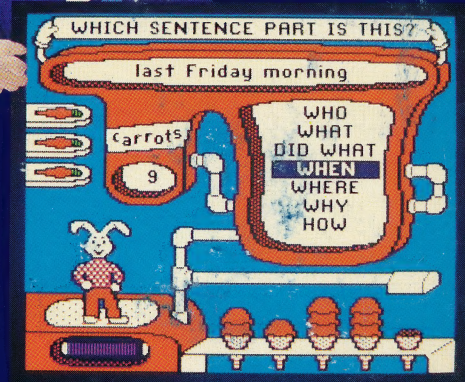 WHICH SENTENCE PART IS THIS?
last Friday morning
carrots
9
WHO
WHAT
DID WHAT
WHEN
WHERE
WHY
HOW